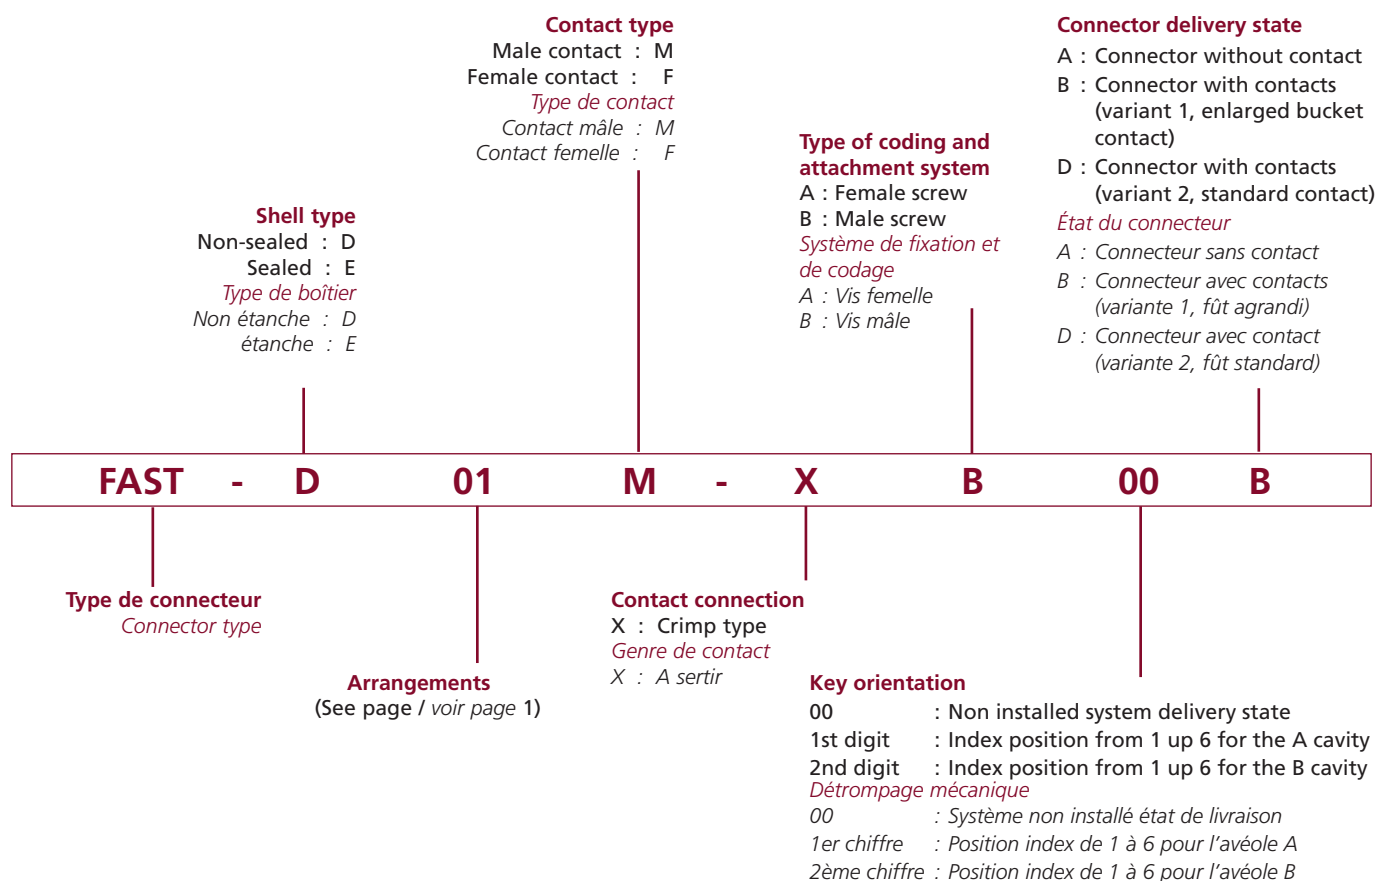 Contact type
Male contact : M
Female contact : F
Type de contact
Contact mâle : M
Contact femelle : F
Connector delivery state
A : Connector without contact
B : Connector with contacts
(variant 1, enlarged bucket
contact)
D : Connector with contacts
(variant 2, standard contact)
État du connecteur
A : Connecteur sans contact
B : Connecteur avec contacts
(variante 1, fût agrandi)
D : Connecteur avec contact
(variante 2, fût standard)
Type of coding and
attachment system
A : Female screw
B : Male screw
Système de fixation et
de codage
A : Vis femelle
B : Vis mâle
Shell type
Non-sealed : D
Sealed : E
Type de boîtier
Non étanche : D
étanche : E
FAST - D 01 M - X B 00 B
Type de connecteur
Connector type
Arrangements
(See page / voir page 1)
Contact connection
X : Crimp type
Genre de contact
X : A sertir
Key orientation
00 : Non installed system delivery state
1st digit : Index position from 1 up 6 for the A cavity
2nd digit : Index position from 1 up 6 for the B cavity
Détrompage mécanique
00 : Système non installé état de livraison
1er chiffre : Position index de 1 à 6 pour l'avéole A
2ème chiffre : Position index de 1 à 6 pour l'avéole B